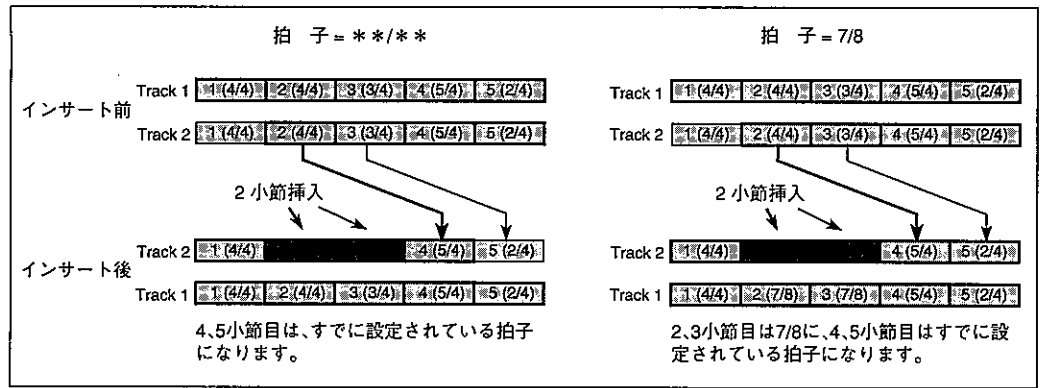 拍 子 = **/**
インサート前
Track 1 1 (4/4) 2 (4/4) 3 (3/4) 4 (5/4) 5 (2/4)
Track 2 1 (4/4) 2 (4/4) 3 (3/4) 4 (5/4) 5 (2/4)
2 小節挿入
インサート後
Track 2 1 (4/4) 4 (5/4) 5 (2/4)
Track 1 1 (4/4) 2 (4/4) 3 (3/4) 4 (5/4) 5 (2/4)
4、5小節目は、すでに設定されている拍子
になります。
拍 子 = 7/8
Track 1 1 (4/4) 2 (4/4) 3 (3/4) 4 (5/4) 5 (2/4)
Track 2 1 (4/4) 2 (4/4) 3 (3/4) 4 (5/4) 5 (2/4)
2 小節挿入
Track 2 1 (4/4) 4 (5/4) 5 (2/4)
Track 1 1 (4/4) 2 (7/8) 3 (7/8) 4 (5/4) 5 (2/4)
2、3小節目は7/8に、4、5小節目はすでに設
定されている拍子になります。